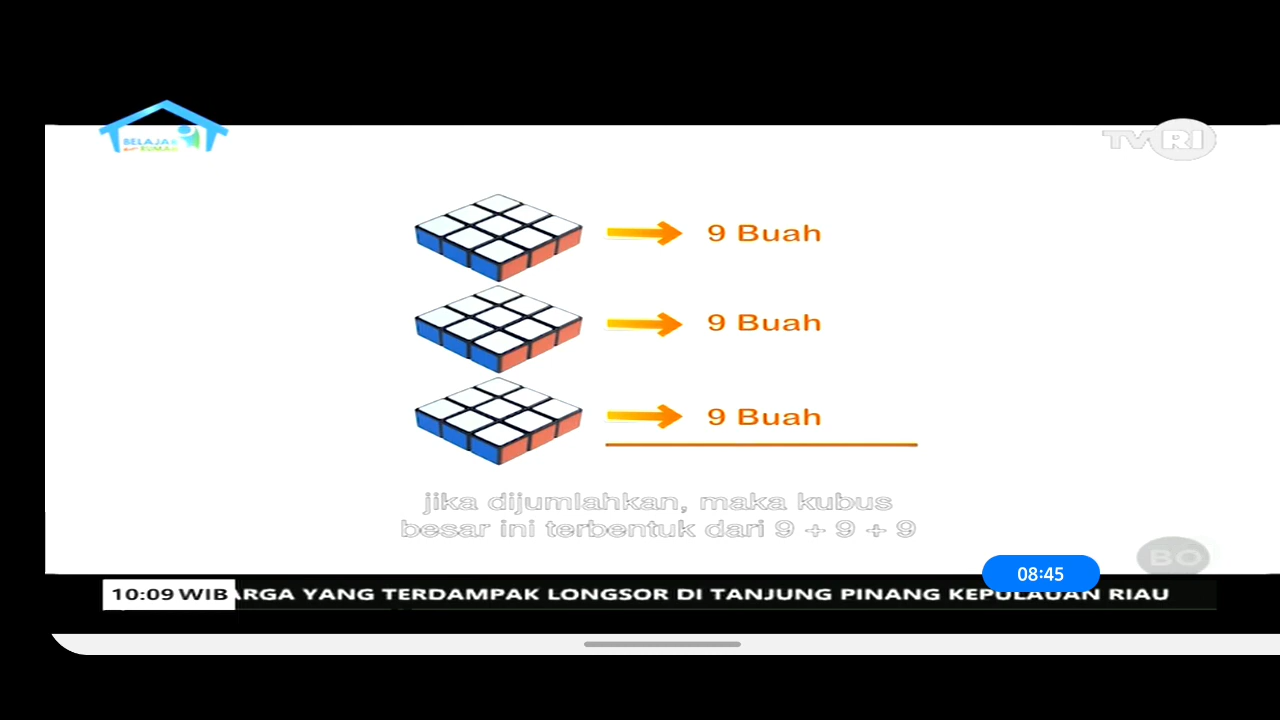 BELAJAR
RUMAH
TVRI
9 Buah
9 Buah
9 Buah
jika dijumlahkan, maka kubus
besar ini terbentuk dari 9 + 9 + 9
BO
08:45
10:09 WIB ARGA YANG TERDAMPAK LONGSOR DI TANJUNG PINANG KEPULAUAN RIAU